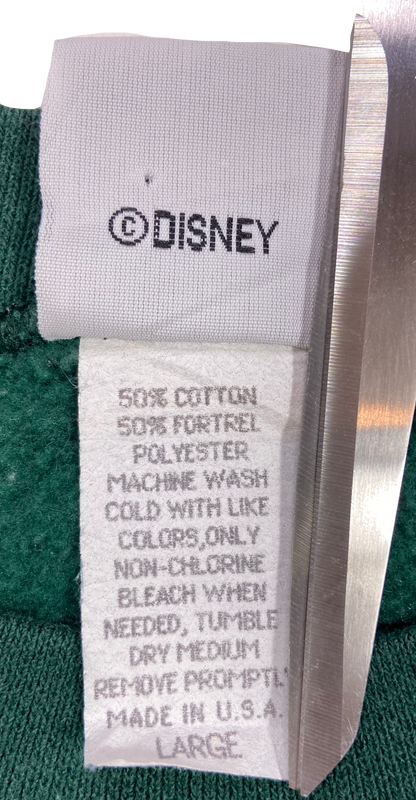 ©DISNEY
50% COTTON
50% FORTREL
POLYESTER
MACHINE WASH
COLD WITH LIKE
COLORS,ONLY
NON-CHLORINE
BLEACH WHEN
NEEDED, TUMBLE
DRY MEDIUM
REMOVE PROMPTLY
MADE IN U.S.A.
LARGE